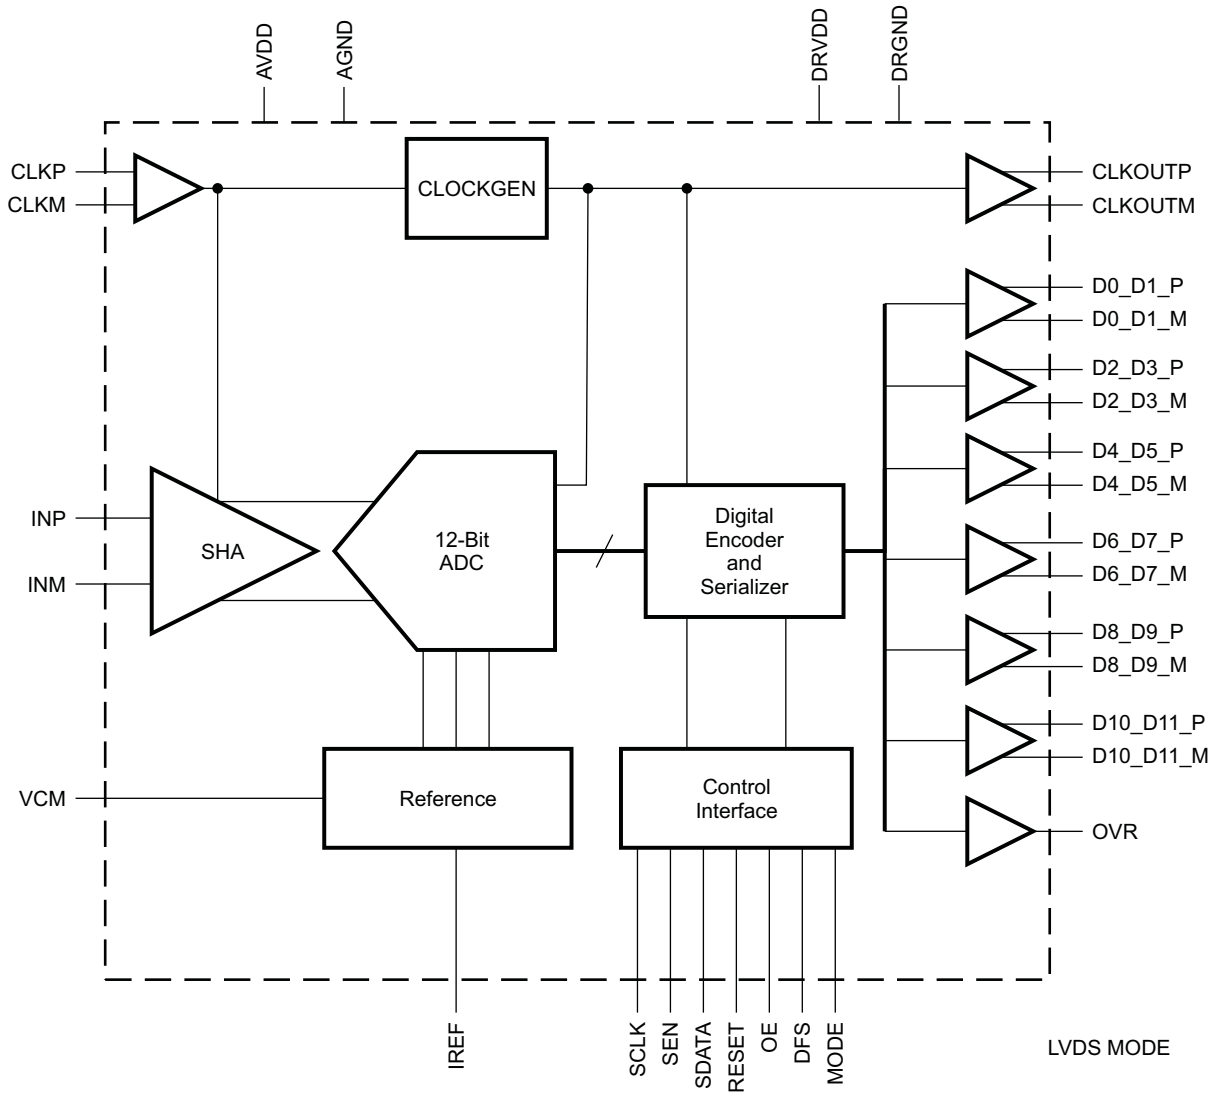 AVDD
AGND
DRVDD
DRGND
CLKP
CLKM
CLOCKGEN
CLKOUTP
CLKOUTM
D0_D1_P
D0_D1_M
D2_D3_P
D2_D3_M
D4_D5_P
D4_D5_M
INP
INM
SHA
12-Bit
ADC
Digital
Encoder
and
Serializer
D6_D7_P
D6_D7_M
D8_D9_P
D8_D9_M
D10_D11_P
D10_D11_M
VCM
Reference
Control
Interface
OVR
IREF
SCLK
SEN
SDATA
RESET
OE
DFS
MODE
LVDS MODE